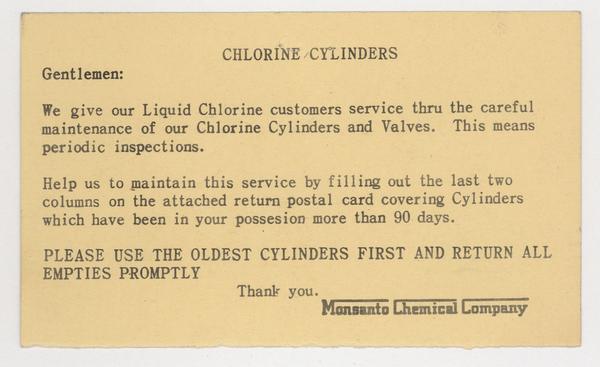 CHLORINE CYLINDERS
Gentlemen:
We give our Liquid Chlorine customers service thru the careful
maintenance of our Chlorine Cylinders and Valves. This means
periodic inspections.
Help us to maintain this service by filling out the last two
columns on the attached return postal card covering Cylinders
which have been in your possesion more than 90 days.
PLEASE USE THE OLDEST CYLINDERS FIRST AND RETURN ALL
EMPTIES PROMPTLY
Thank you.
Monsanto Chemical Company